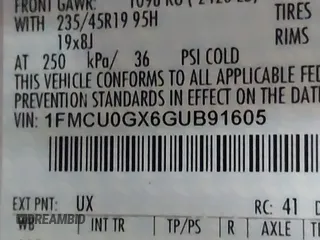 FRONT GAWR:
WITH 235/45R19 95H TIRES
19x8J RIMS
AT 250 kPa/ 36 PSI COLD
THIS VEHICLE CONFORMS TO ALL APPLICABLE FED
PREVENTION STANDARDS IN EFFECT ON THE DAT
VIN: 1FMCU0GX6GUB91605
EXT PNT: UX RC: 41 D
WB INT TR TP/PS R AXLE T
DREAMBID